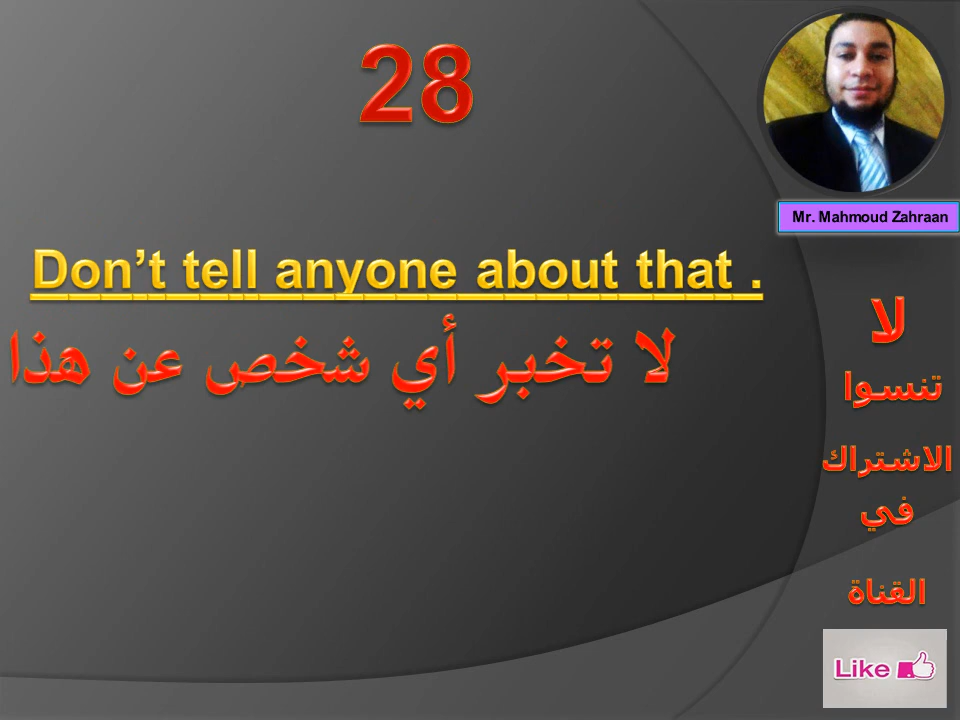 28
Mr. Mahmoud Zahraan
Don’t tell anyone about that .
لا تخبر أي شخص عن هذا
لا
تنسوا
الاشتراك
في
القناة
Like